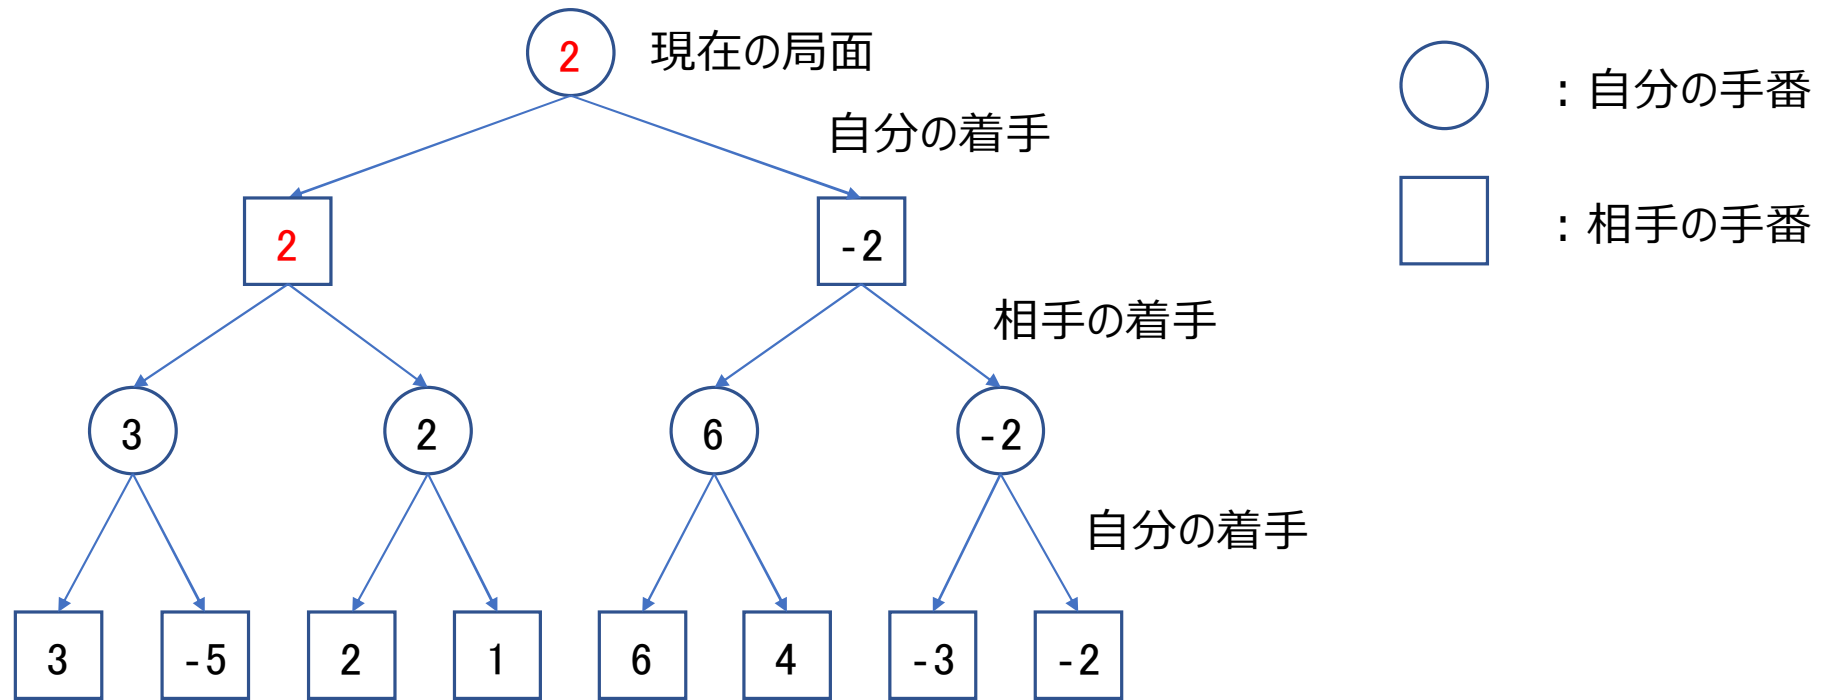 2 現在の局面
:自分の手番
自分の着手
2 -2
:相手の手番
相手の着手
3 2 6 -2
自分の着手
3 -5 2 1 6 4 -3 -2